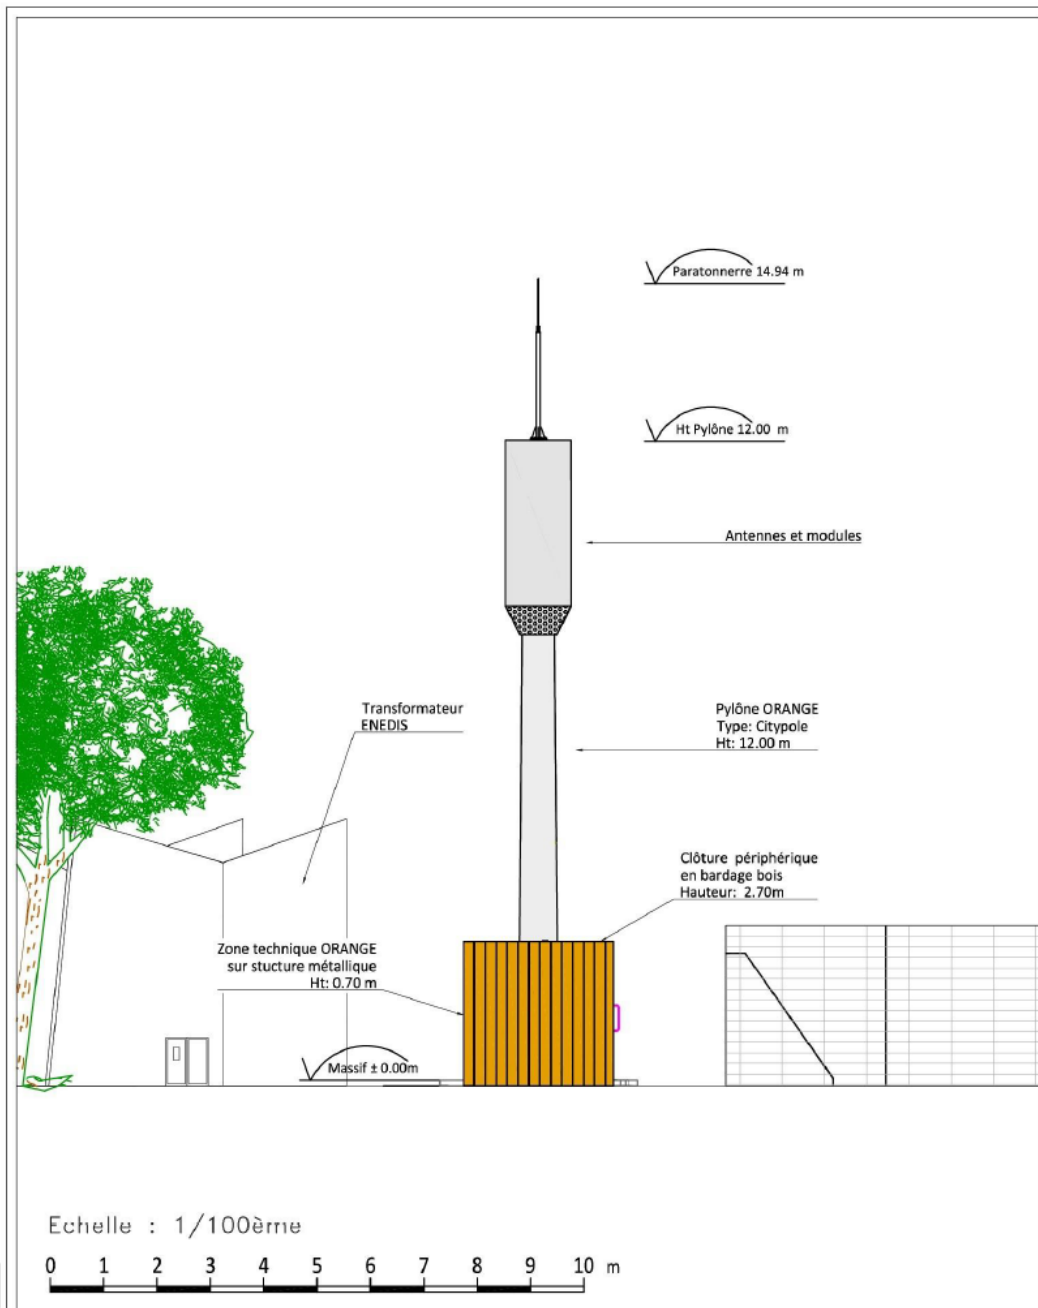 Paratonnerre 14.94 m
Ht Pylône 12.00 m
Antennes et modules
Transformateur
ENEDIS
Pylône ORANGE
Type: Citypole
Ht: 12.00 m
Clôture périphérique
en bardage bois
Hauteur: 2.70m
Zone technique ORANGE
sur stucture métallique
Ht: 0.70 m
Massif ± 0.00m
Echelle : 1/100ème
0 1 2 3 4 5 6 7 8 9 10 m